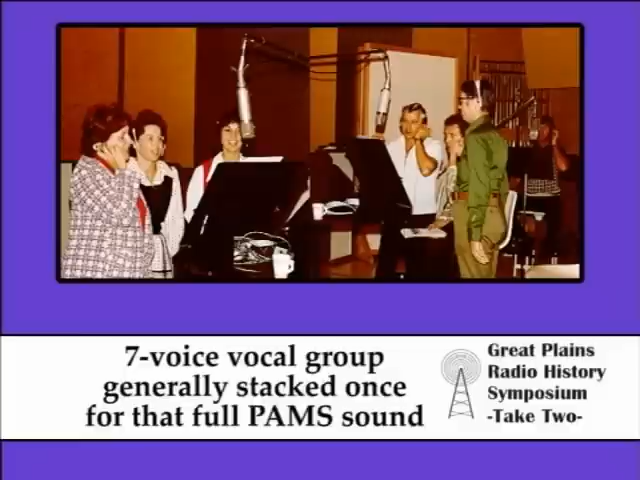 7-voice vocal group
generally stacked once
for that full PAMS sound
Great Plains
Radio History
Symposium
-Take Two-